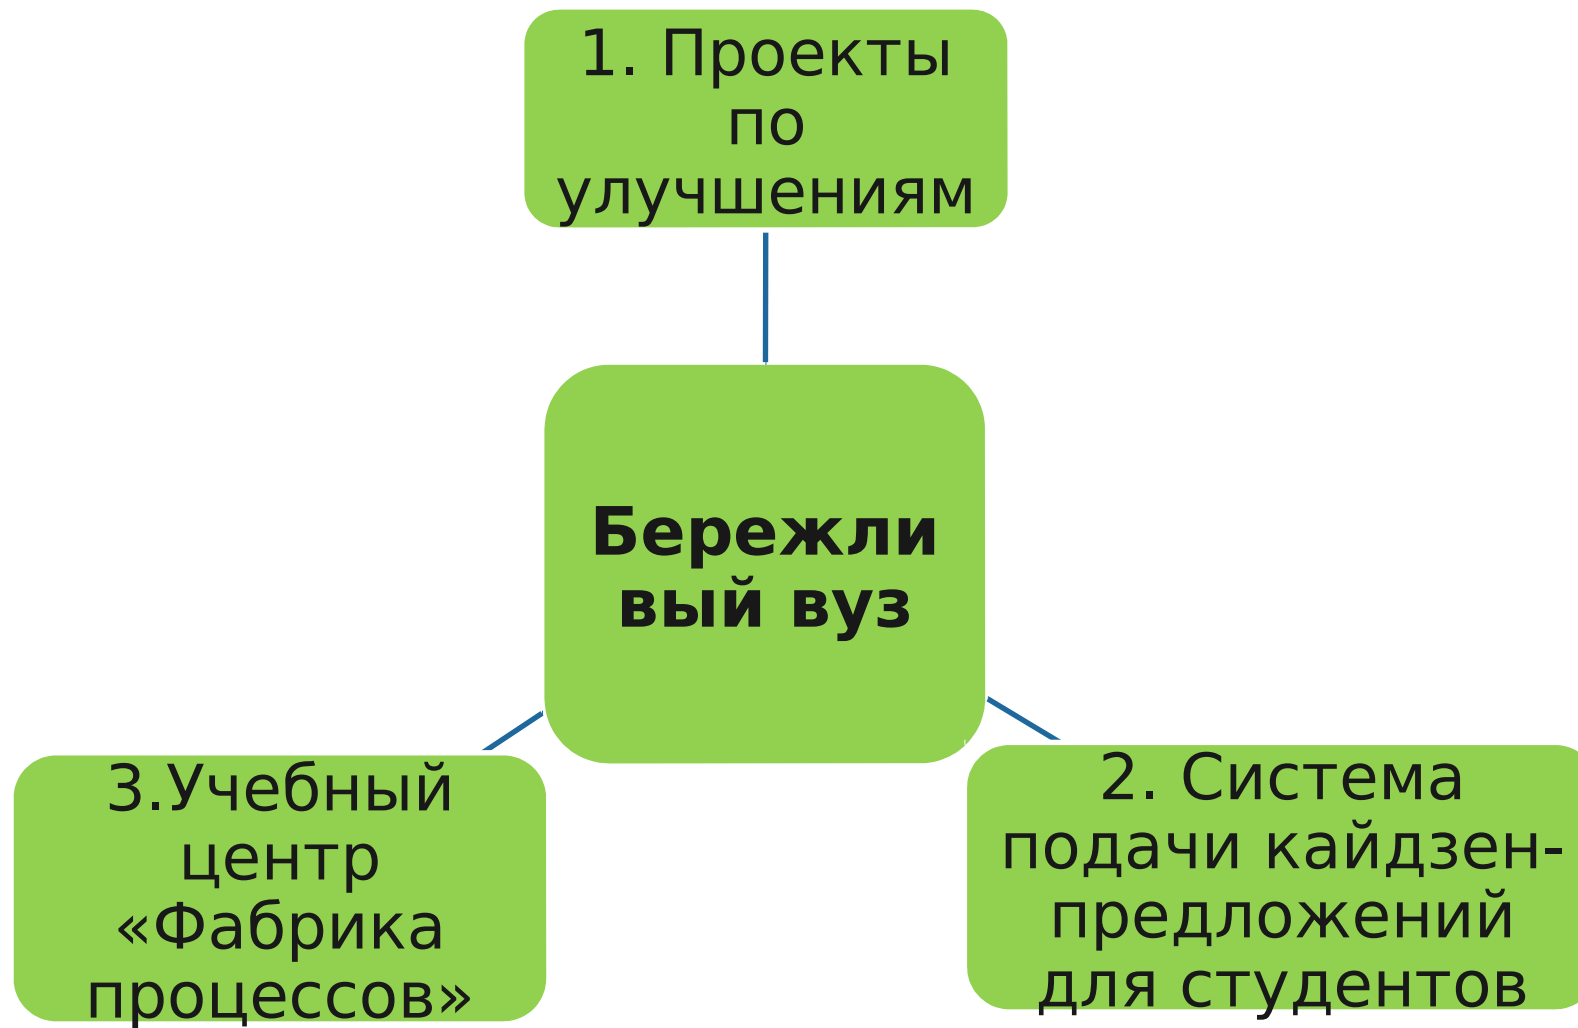 1. Проекты
по
улучшениям
Бережли
вый вуз
2. Система
подачи кайдзен-
предложений
для студентов
3.Учебный
центр
«Фабрика
процессов»